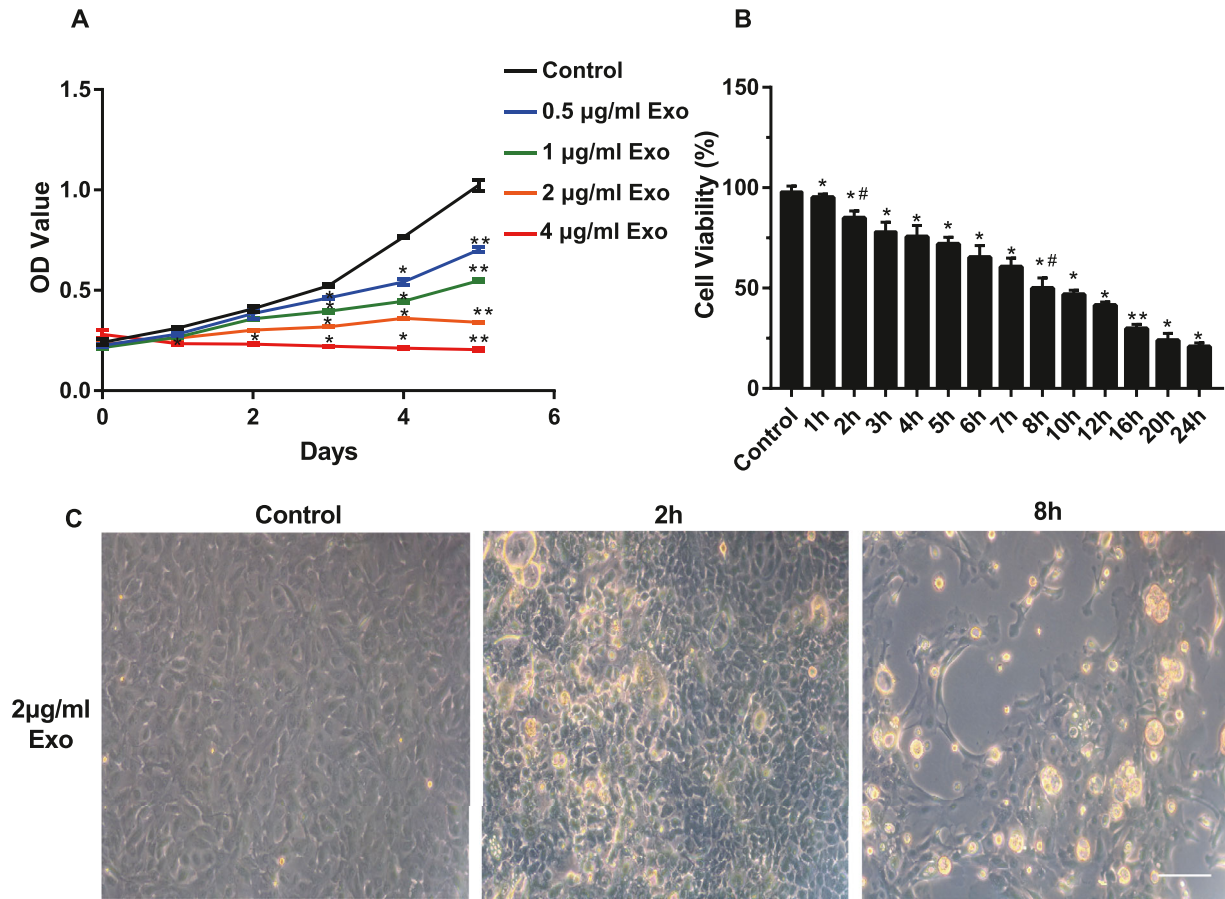 A
Control
0.5 µg/ml Exo
1 µg/ml Exo
2 µg/ml Exo
4 µg/ml Exo
1.5
1.0
0.5
0.0
OD Value
0 2 4 6
Days
* ** * ** * * * * ** * * * * * **
B
150
100
50
0
Cell Viability (%)
* *# * * * * * *# * * ** * *
Control 1h 2h 3h 4h 5h 6h 7h 8h 10h 12h 16h 20h 24h
C
Control 2h 8h
2µg/ml
Exo